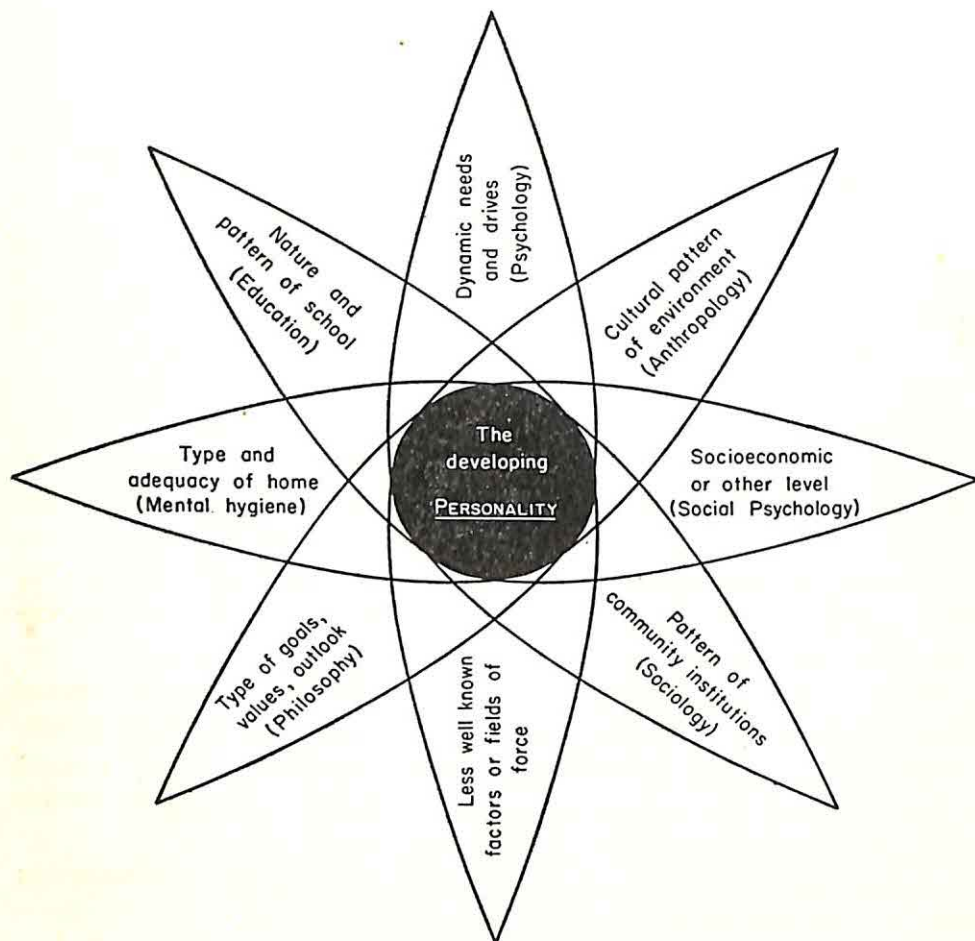 Dynamic needs
and drives
(Psychology)
Cultural pattern
of environment
(Anthropology)
Socioeconomic
or other level
(Social Psychology)
Pattern of
community institutions
(Sociology)
Less well known
factors or fields of
force
Type of goals,
values, outlook
(Philosophy)
Type and
adequacy of home
(Mental hygiene)
Nature and
pattern of school
(Education)
The
developing
PERSONALITY